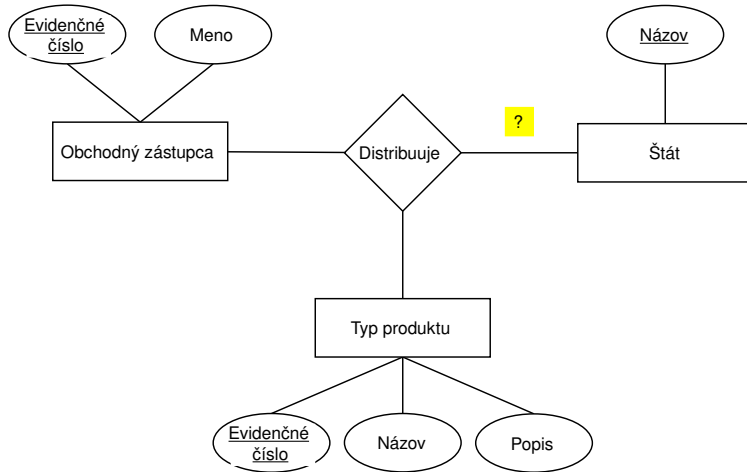 Evidenčné
číslo
Meno
Názov
?
Obchodný zástupca
Distribuuje
Štát
Typ produktu
Evidenčné
číslo
Názov
Popis